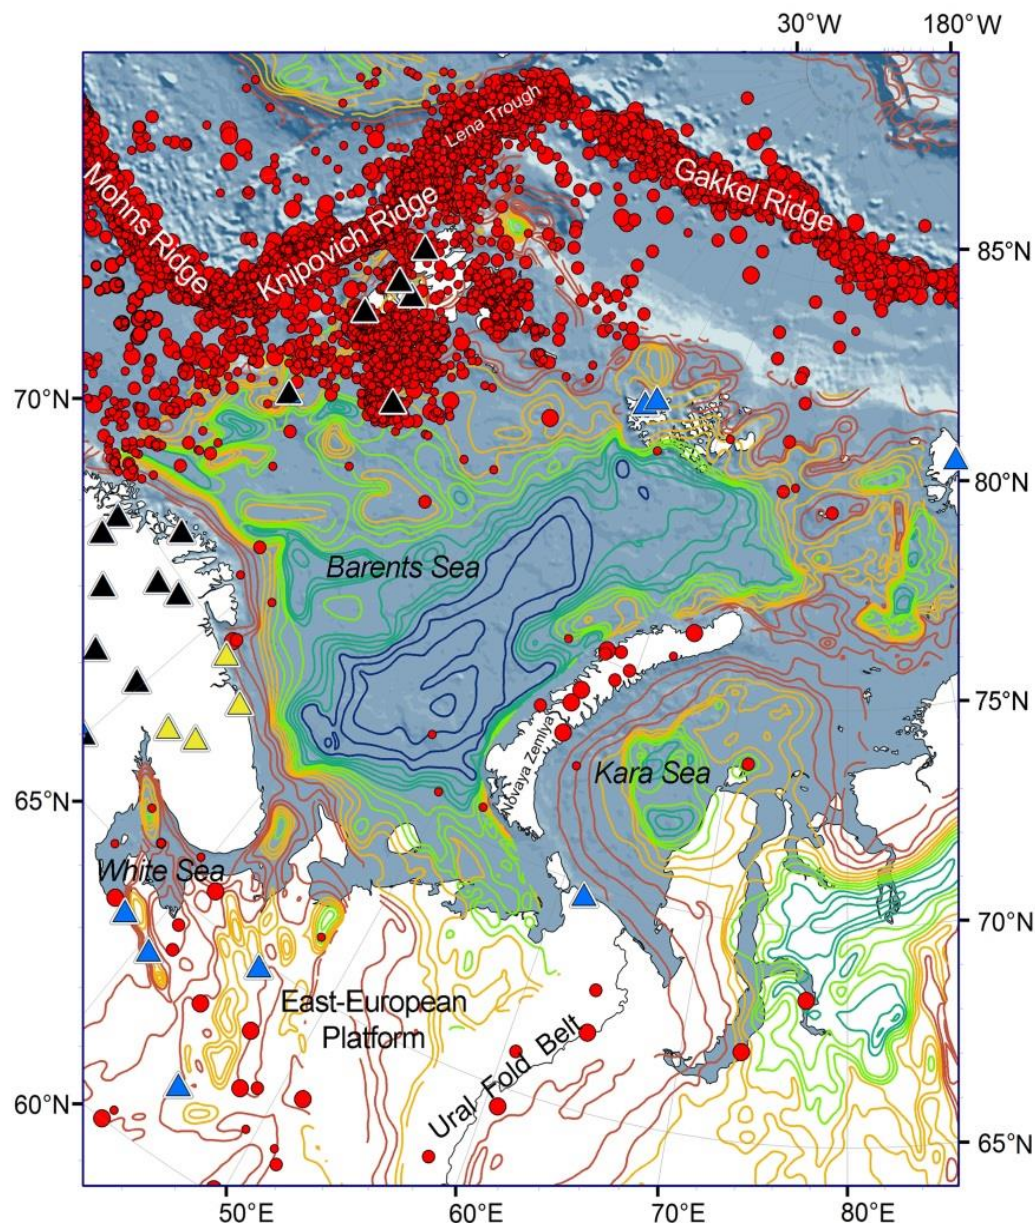 30°W
180°W
Lena Trough
Mohns Ridge
Knipovich Ridge
Gakkel Ridge
85°N
70°N
80°N
Barents Sea
75°N
Novaya Zemlya
Kara Sea
65°N
White Sea
70°N
East-European
Platform
Ural Fold Belt
60°N
65°N
50°E
60°E
70°E
80°E